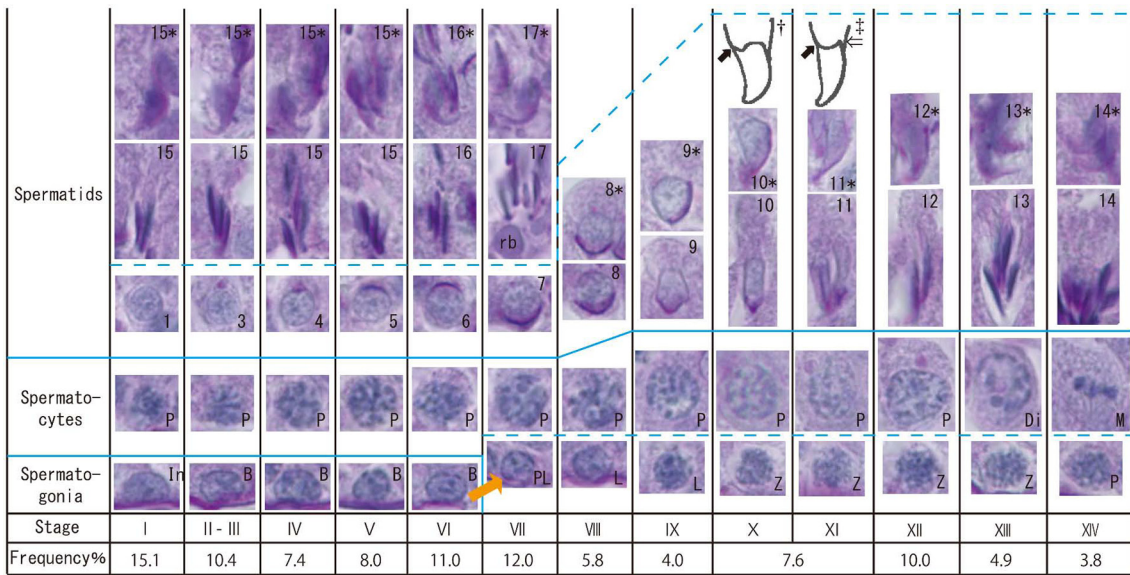 15* 15* 15* 15* 16* 17* † ‡ ⇐
12* 13* 14*
9*
15 15 15 15 16 17 8* 10* 11*
Spermatids 10 11 12 13 14
rb 9
8
7
1 3 4 5 6
Spermato-
cytes
P P P P P P P P P P P Di M
Spermato-
gonia
In B B B B PL L L Z Z Z Z P
Stage I II - III IV V VI VII VIII IX X XI XII XIII XIV
Frequency% 15.1 10.4 7.4 8.0 11.0 12.0 5.8 4.0 7.6 10.0 4.9 3.8